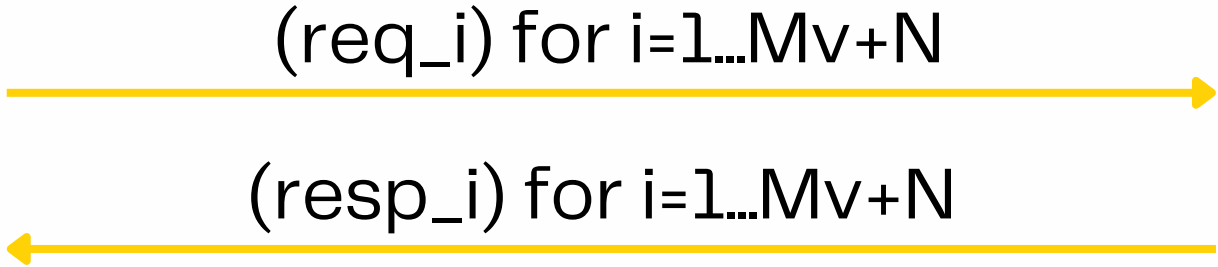 (req_i) for i=1...Mv+N
(resp_i) for i=1...Mv+N